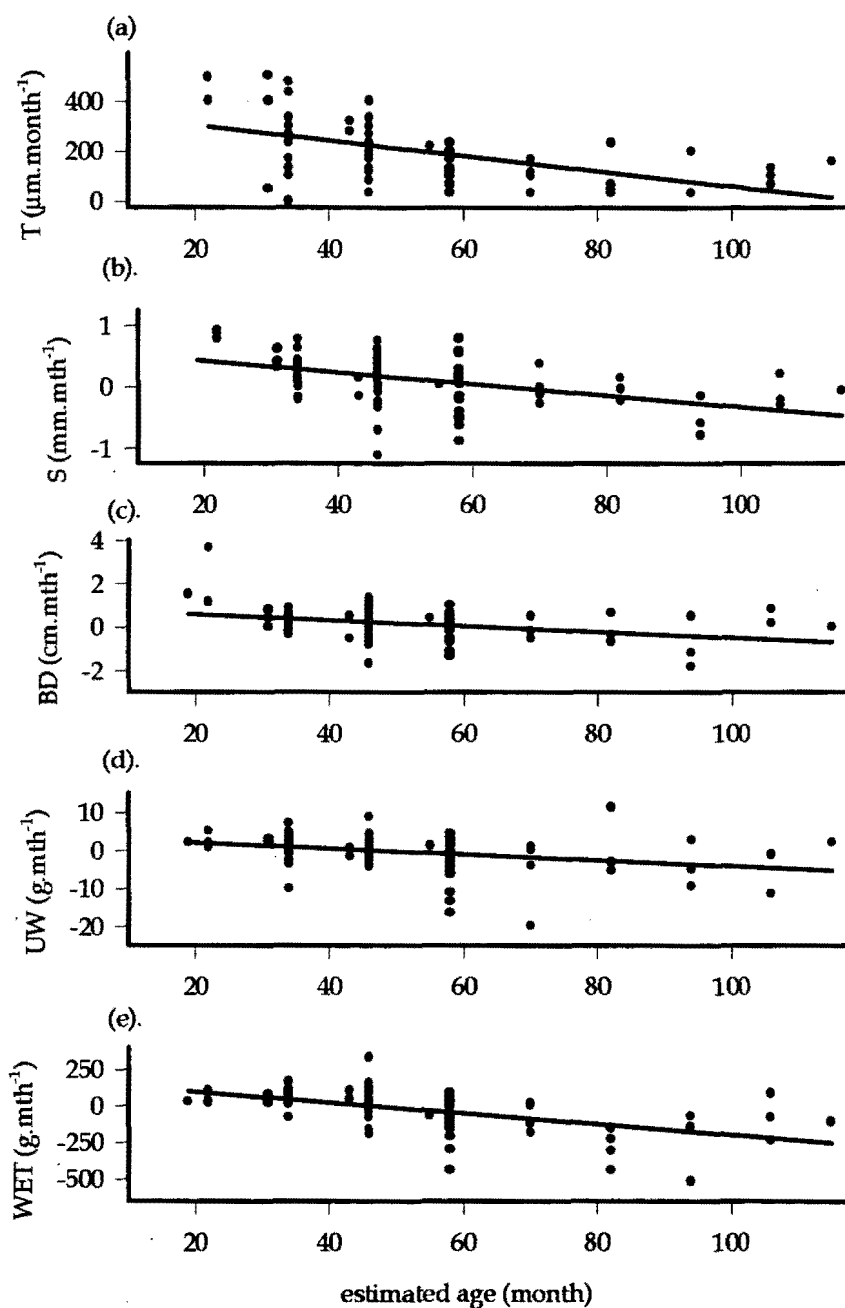 (a)
T (µm.month⁻¹)
400
200
0
20 40 60 80 100
(b).
S (mm.mth⁻¹)
1
0
-1
20 40 60 80 100
(c).
BD (cm.mth⁻¹)
4
2
0
-2
20 40 60 80 100
(d).
UW (g.mth⁻¹)
10
0
-10
-20
20 40 60 80 100
(e).
WET (g.mth⁻¹)
250
0
-250
-500
20 40 60 80 100
estimated age (month)